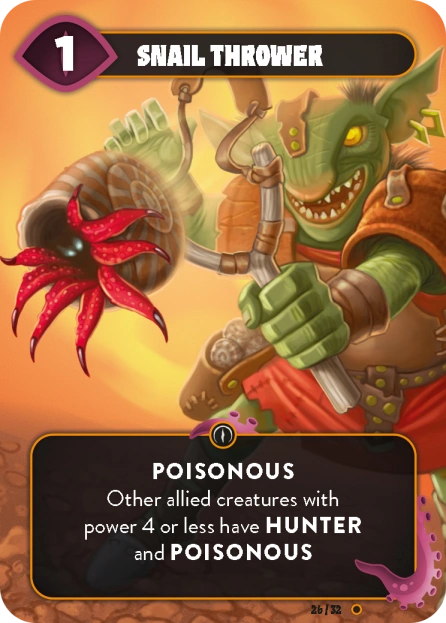 1
SNAIL THROWER
POISONOUS
Other allied creatures with
power 4 or less have HUNTER
and POISONOUS
26/32